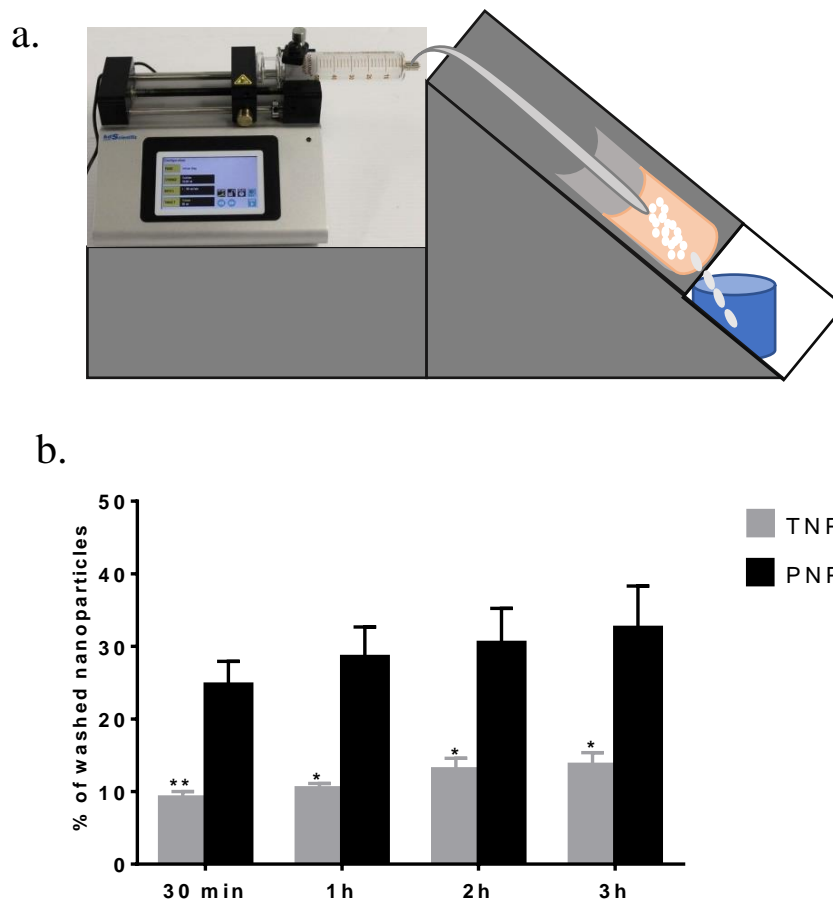 a.
b.
% of washed nanoparticles
50
40
30
20
10
0
**
*
*
*
30 min
1h
2h
3h
TNP
PNP